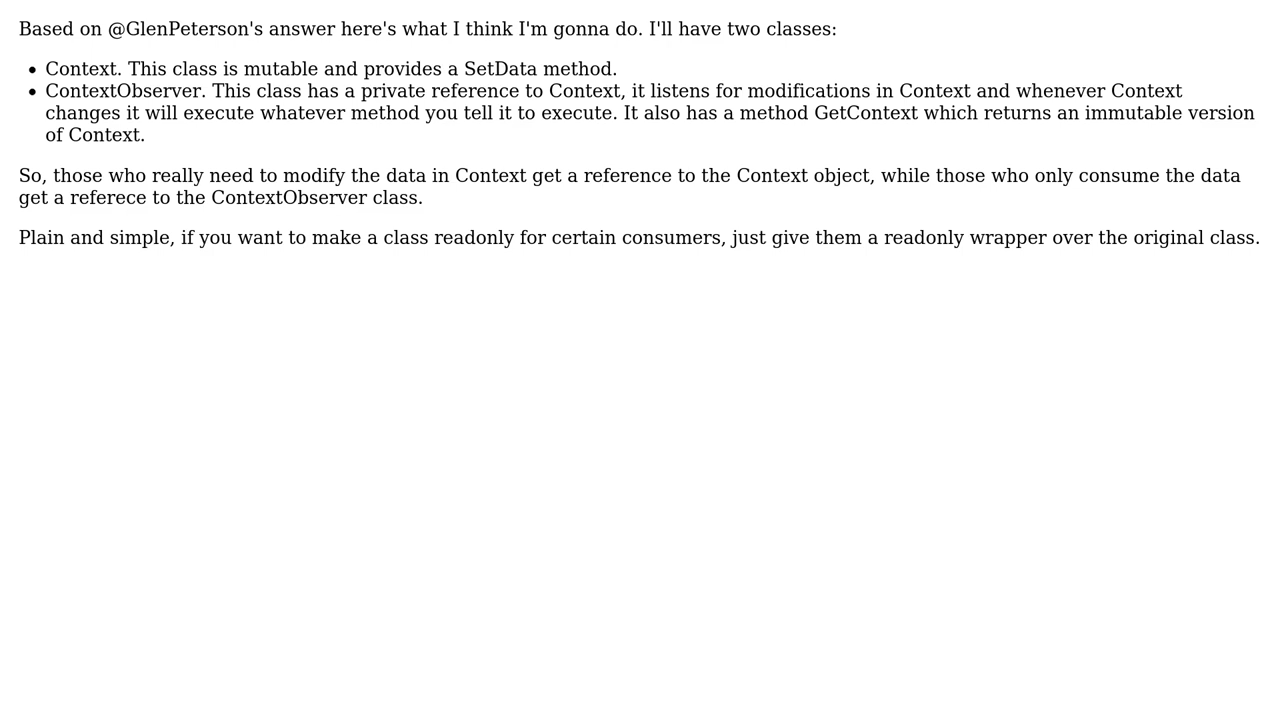 Based on @GlenPeterson's answer here's what I think I'm gonna do. I'll have two classes:
• Context. This class is mutable and provides a SetData method.
• ContextObserver. This class has a private reference to Context, it listens for modifications in Context and whenever Context
changes it will execute whatever method you tell it to execute. It also has a method GetContext which returns an immutable version
of Context.
So, those who really need to modify the data in Context get a reference to the Context object, while those who only consume the data
get a referece to the ContextObserver class.
Plain and simple, if you want to make a class readonly for certain consumers, just give them a readonly wrapper over the original class.